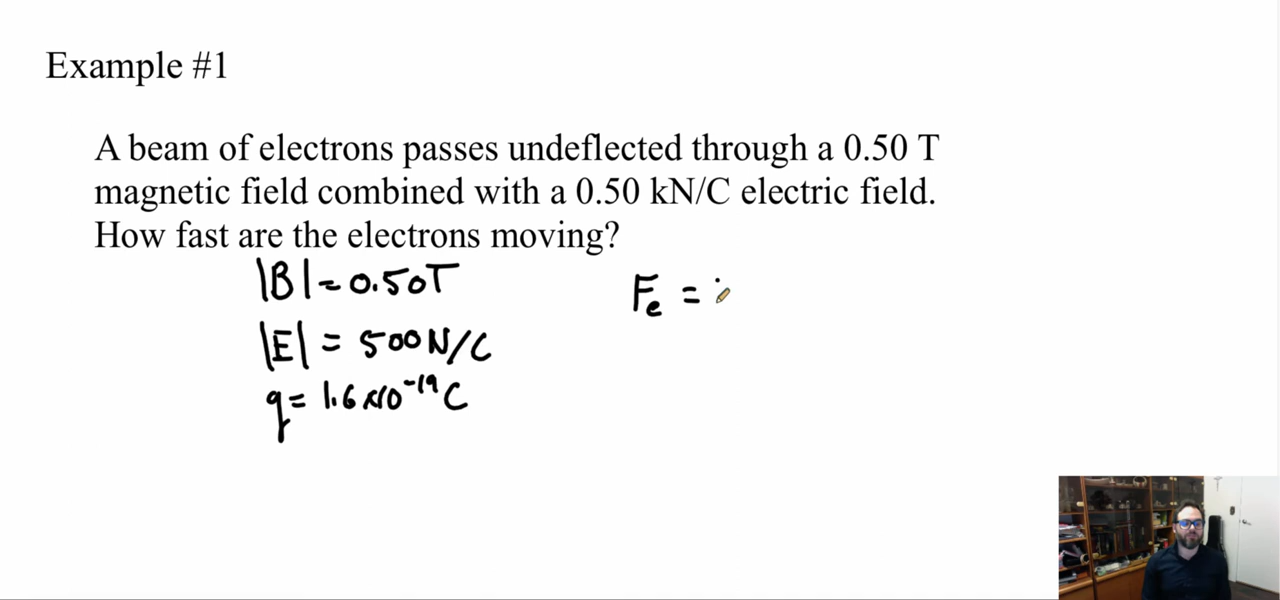 Example #1
A beam of electrons passes undeflected through a 0.50 T
magnetic field combined with a 0.50 kN/C electric field.
How fast are the electrons moving?
|B| = 0.50T
|E| = 500N/C
q = 1.6x10⁻¹⁹C
Fe =